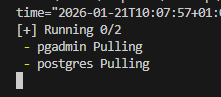 time="2026-01-21T10:07:57+01:0
[+] Running 0/2
- pgadmin Pulling
- postgres Pulling